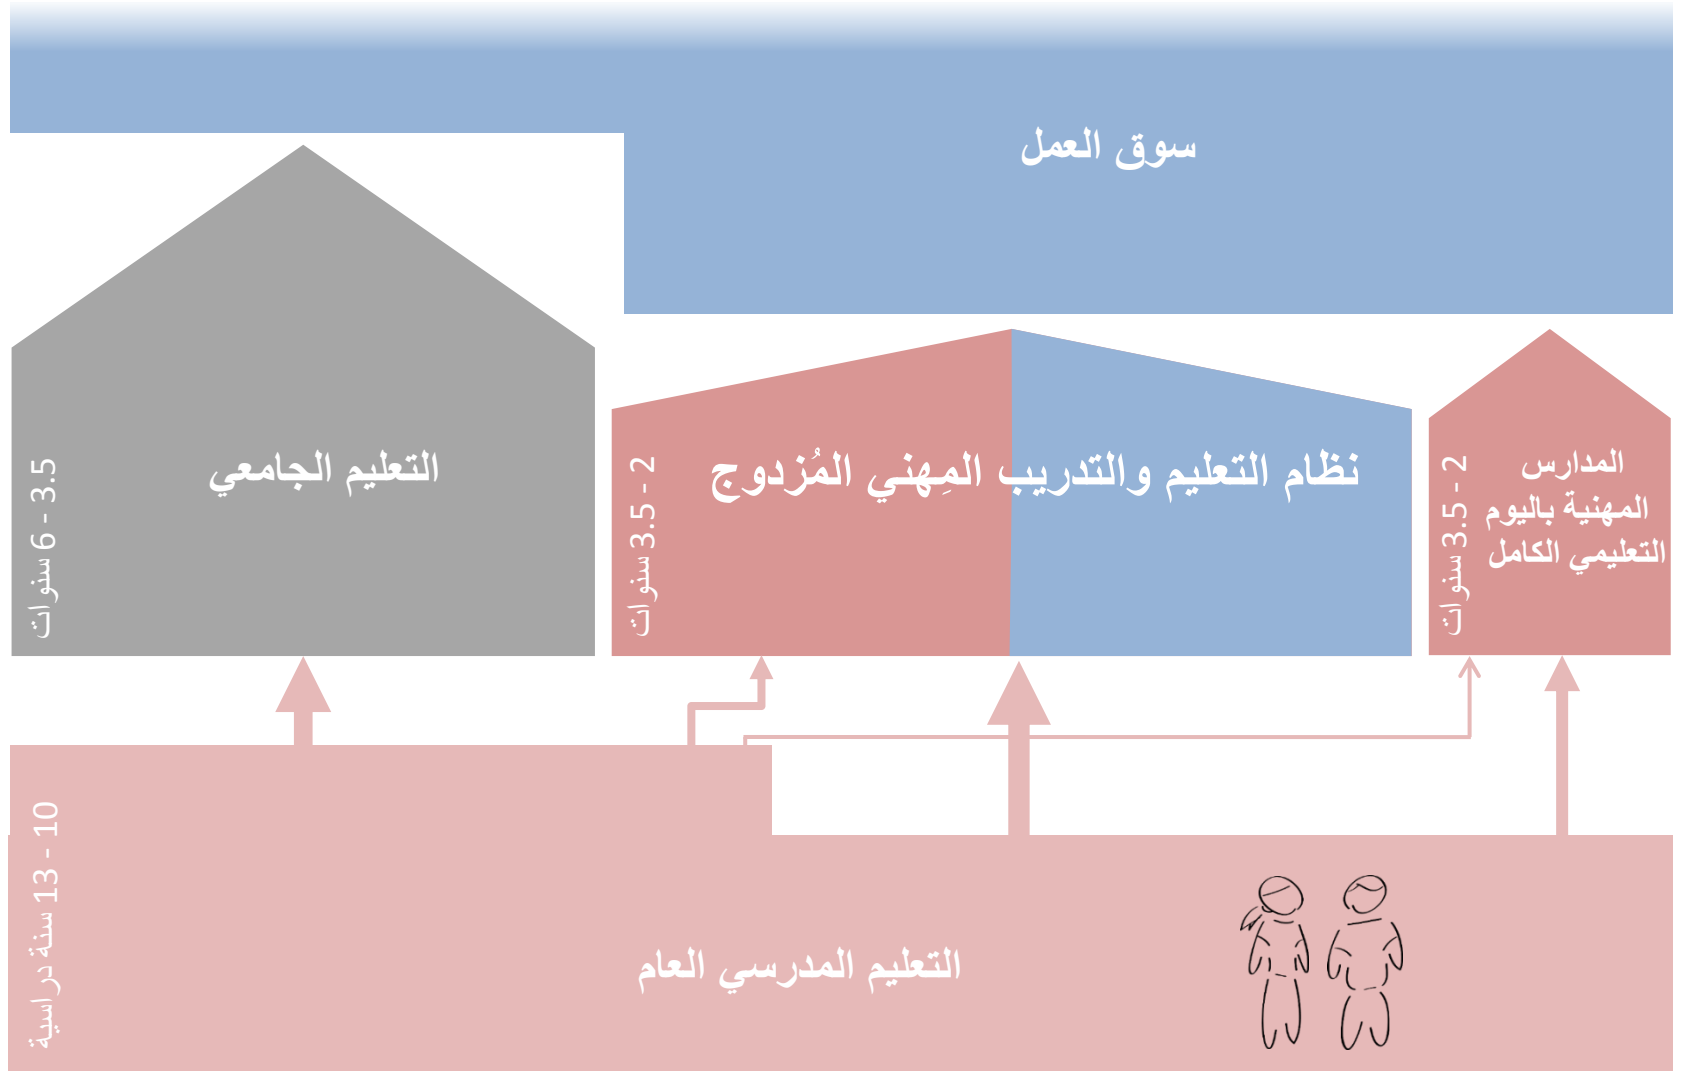 سوق العمل
المدارس
المهنية باليوم
التعليمي الكامل
2 - 3.5 سنوات
نظام التعليم والتدريب المِهني المُزدوج
2 - 3.5 سنوات
التعليم الجامعي
3.5 - 6 سنوات
التعليم المدرسي العام
10 - 13 سنة دراسية